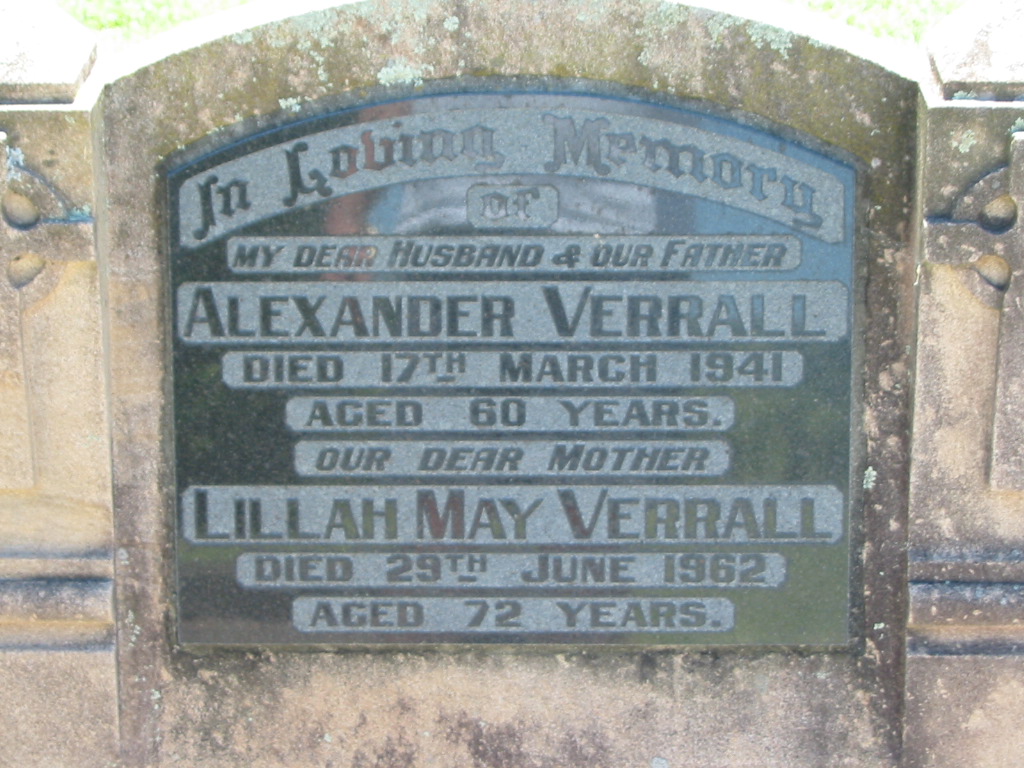 In Loving Memory
OF
MY DEAR HUSBAND & OUR FATHER
ALEXANDER VERRALL
DIED 17TH MARCH 1941
AGED 60 YEARS.
OUR DEAR MOTHER
LILLAH MAY VERRALL
DIED 29TH JUNE 1962
AGED 72 YEARS.